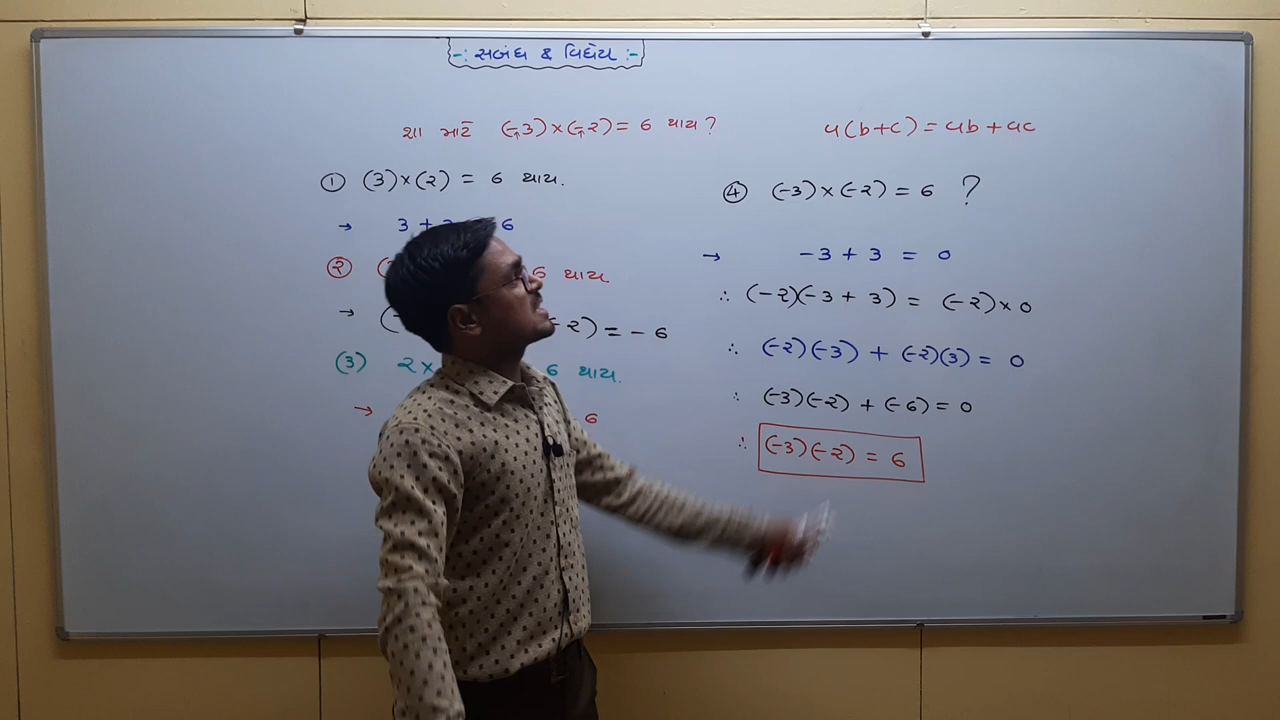 -: સબંધ & વિધેય :-
શા માટે (-3)×(-2) = 6 થાય ?
a(b+c) = ab + ac
① (3)×(2) = 6 થાય.
→ 3 + 6
② 6 થાય.
→ -2) = - 6
(3) 2× 6 થાય.
→ 6
④ (-3)×(-2) = 6 ?
→ -3 + 3 = 0
∴ (-2)(-3 + 3) = (-2)×0
∴ (-2)(-3) + (-2)(3) = 0
∴ (-3)(-2) + (-6) = 0
∴ (-3)(-2) = 6